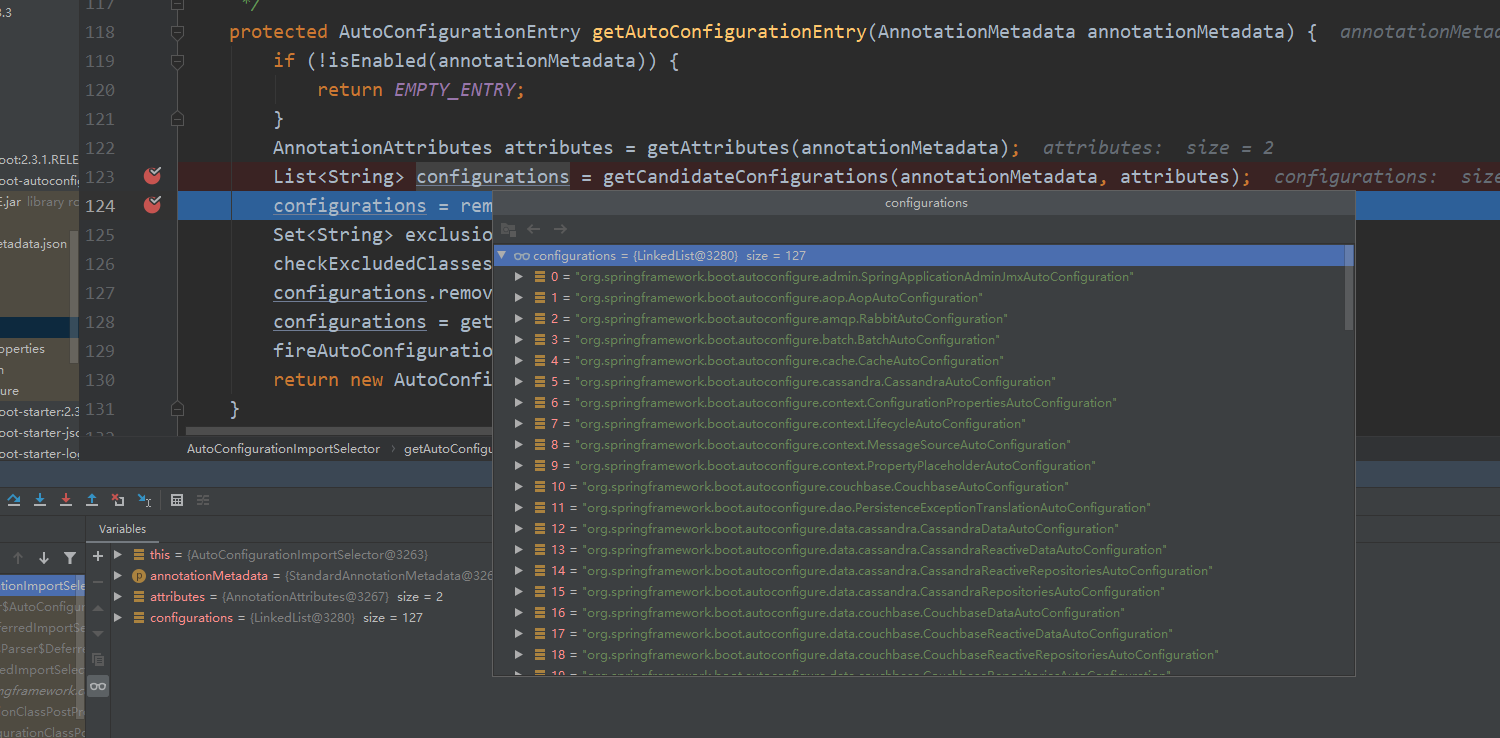 3.3
117
*/
118 protected AutoConfigurationEntry getAutoConfigurationEntry(AnnotationMetadata annotationMetadata) { annotationMetad
119 if (!isEnabled(annotationMetadata)) {
120 return EMPTY_ENTRY;
121 }
oot:2.3.1.RELE
122 AnnotationAttributes attributes = getAttributes(annotationMetadata); attributes: size = 2
oot-autoconfig
123 List<String> configurations = getCandidateConfigurations(annotationMetadata, attributes); configurations: size
E.jar library ro
124 configurations = rem
configurations
125 Set<String> exclusio
etadata.json
126 checkExcludedClasses
127 configurations.remov
128 configurations = get
operties
129 fireAutoConfiguratio
n
130 return new AutoConfi
ure
131 }
oot-starter:2.3
oot-starter-jso
oot-starter-log
AutoConfigurationImportSelector getAutoConfigu
configurations = {LinkedList@3280} size = 127
0 = "org.springframework.boot.autoconfigure.admin.SpringApplicationAdminJmxAutoConfiguration"
1 = "org.springframework.boot.autoconfigure.aop.AopAutoConfiguration"
2 = "org.springframework.boot.autoconfigure.amqp.RabbitAutoConfiguration"
3 = "org.springframework.boot.autoconfigure.batch.BatchAutoConfiguration"
4 = "org.springframework.boot.autoconfigure.cache.CacheAutoConfiguration"
5 = "org.springframework.boot.autoconfigure.cassandra.CassandraAutoConfiguration"
6 = "org.springframework.boot.autoconfigure.context.ConfigurationPropertiesAutoConfiguration"
7 = "org.springframework.boot.autoconfigure.context.LifecycleAutoConfiguration"
8 = "org.springframework.boot.autoconfigure.context.MessageSourceAutoConfiguration"
9 = "org.springframework.boot.autoconfigure.context.PropertyPlaceholderAutoConfiguration"
10 = "org.springframework.boot.autoconfigure.couchbase.CouchbaseAutoConfiguration"
11 = "org.springframework.boot.autoconfigure.dao.PersistenceExceptionTranslationAutoConfiguration"
12 = "org.springframework.boot.autoconfigure.data.cassandra.CassandraDataAutoConfiguration"
13 = "org.springframework.boot.autoconfigure.data.cassandra.CassandraReactiveDataAutoConfiguration"
14 = "org.springframework.boot.autoconfigure.data.cassandra.CassandraReactiveRepositoriesAutoConfiguration"
15 = "org.springframework.boot.autoconfigure.data.cassandra.CassandraRepositoriesAutoConfiguration"
16 = "org.springframework.boot.autoconfigure.data.couchbase.CouchbaseDataAutoConfiguration"
17 = "org.springframework.boot.autoconfigure.data.couchbase.CouchbaseReactiveDataAutoConfiguration"
18 = "org.springframework.boot.autoconfigure.data.couchbase.CouchbaseReactiveRepositoriesAutoConfiguration"
Variables
this = {AutoConfigurationImportSelector@3263}
annotationMetadata = {StandardAnnotationMetadata@326
attributes = {AnnotationAttributes@3267} size = 2
configurations = {LinkedList@3280} size = 127
ationImportSele
r$AutoConfigur
eferredImportSe
sParser$Deferr
redImportSelec
ingframework.c
ionClassPostPr
gurationClassPo